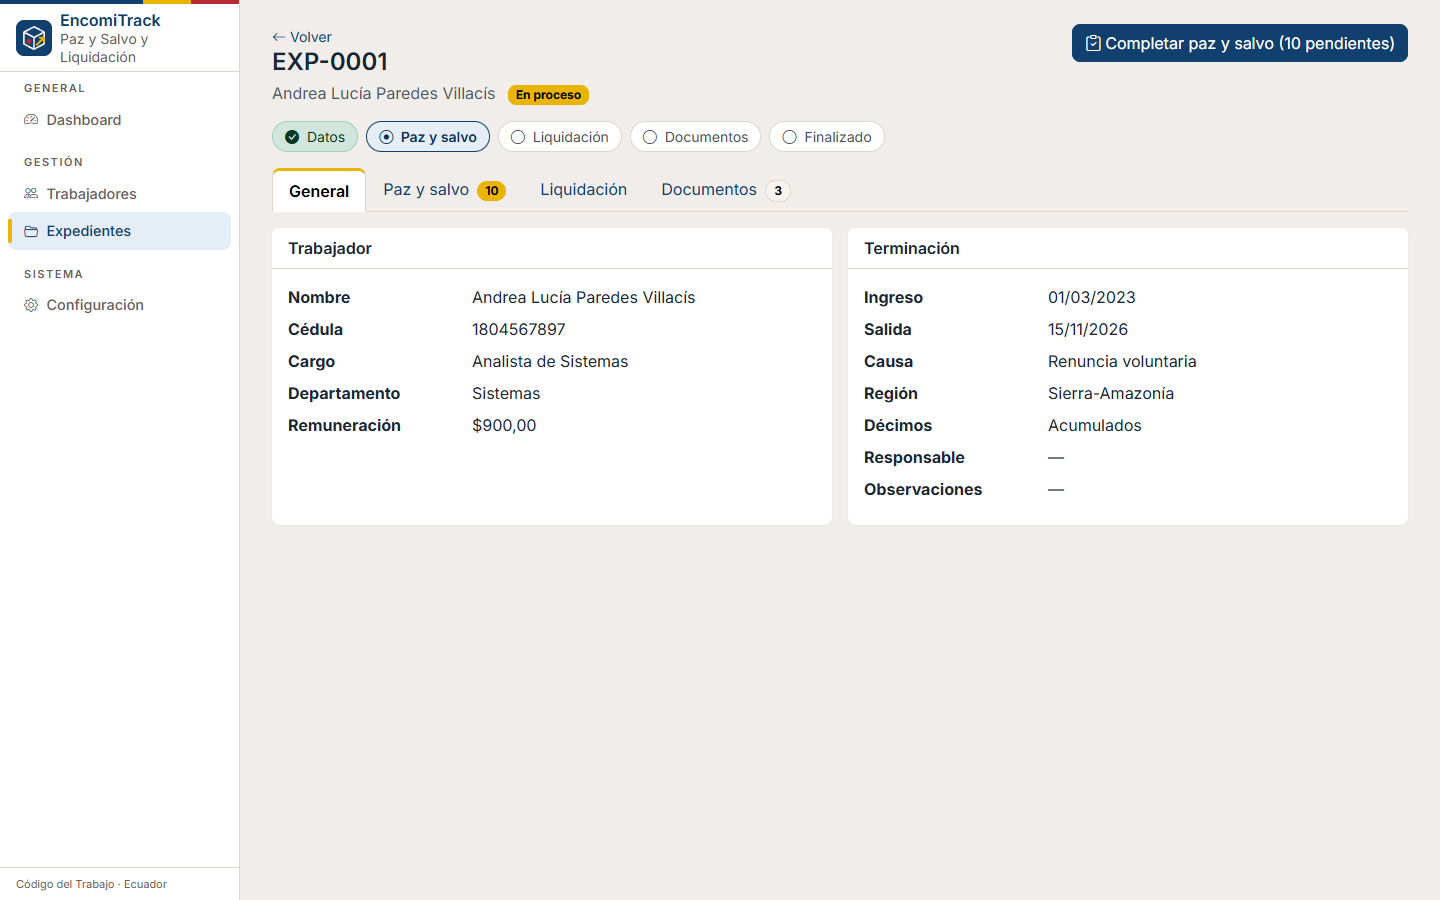 EncomiTrack
Paz y Salvo y
Liquidación
GENERAL
Dashboard
GESTIÓN
Trabajadores
Expedientes
SISTEMA
Configuración
Código del Trabajo · Ecuador
← Volver
EXP-0001
Andrea Lucía Paredes Villacís En proceso
Completar paz y salvo (10 pendientes)
Datos Paz y salvo Liquidación Documentos Finalizado
General Paz y salvo 10 Liquidación Documentos 3
Trabajador
Nombre Andrea Lucía Paredes Villacís
Cédula 1804567897
Cargo Analista de Sistemas
Departamento Sistemas
Remuneración $900,00
Terminación
Ingreso 01/03/2023
Salida 15/11/2026
Causa Renuncia voluntaria
Región Sierra-Amazonía
Décimos Acumulados
Responsable —
Observaciones —